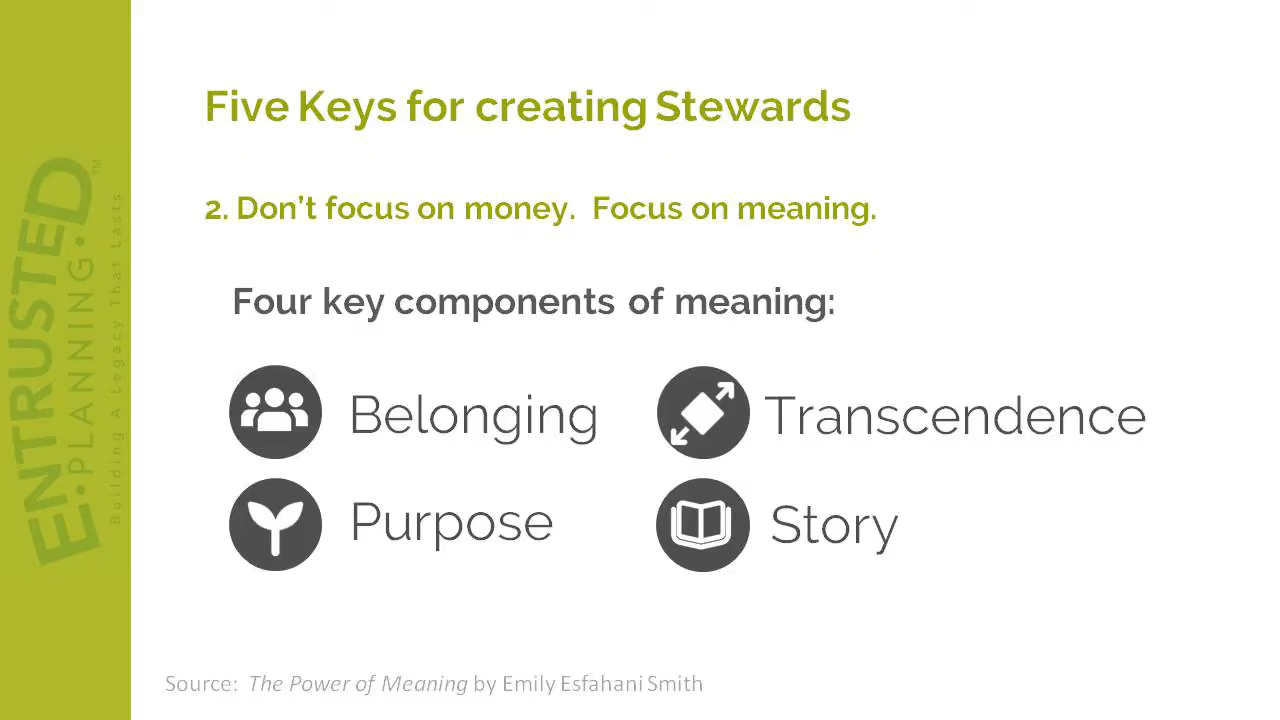 Five Keys for creating Stewards
2. Don’t focus on money.  Focus on meaning.
Four key components of meaning:
Belonging
Transcendence
Purpose
Story
Source:  The Power of Meaning by Emily Esfahani Smith
ENTRUSTED
E·PLANNING·D™
Building A Legacy That Lasts